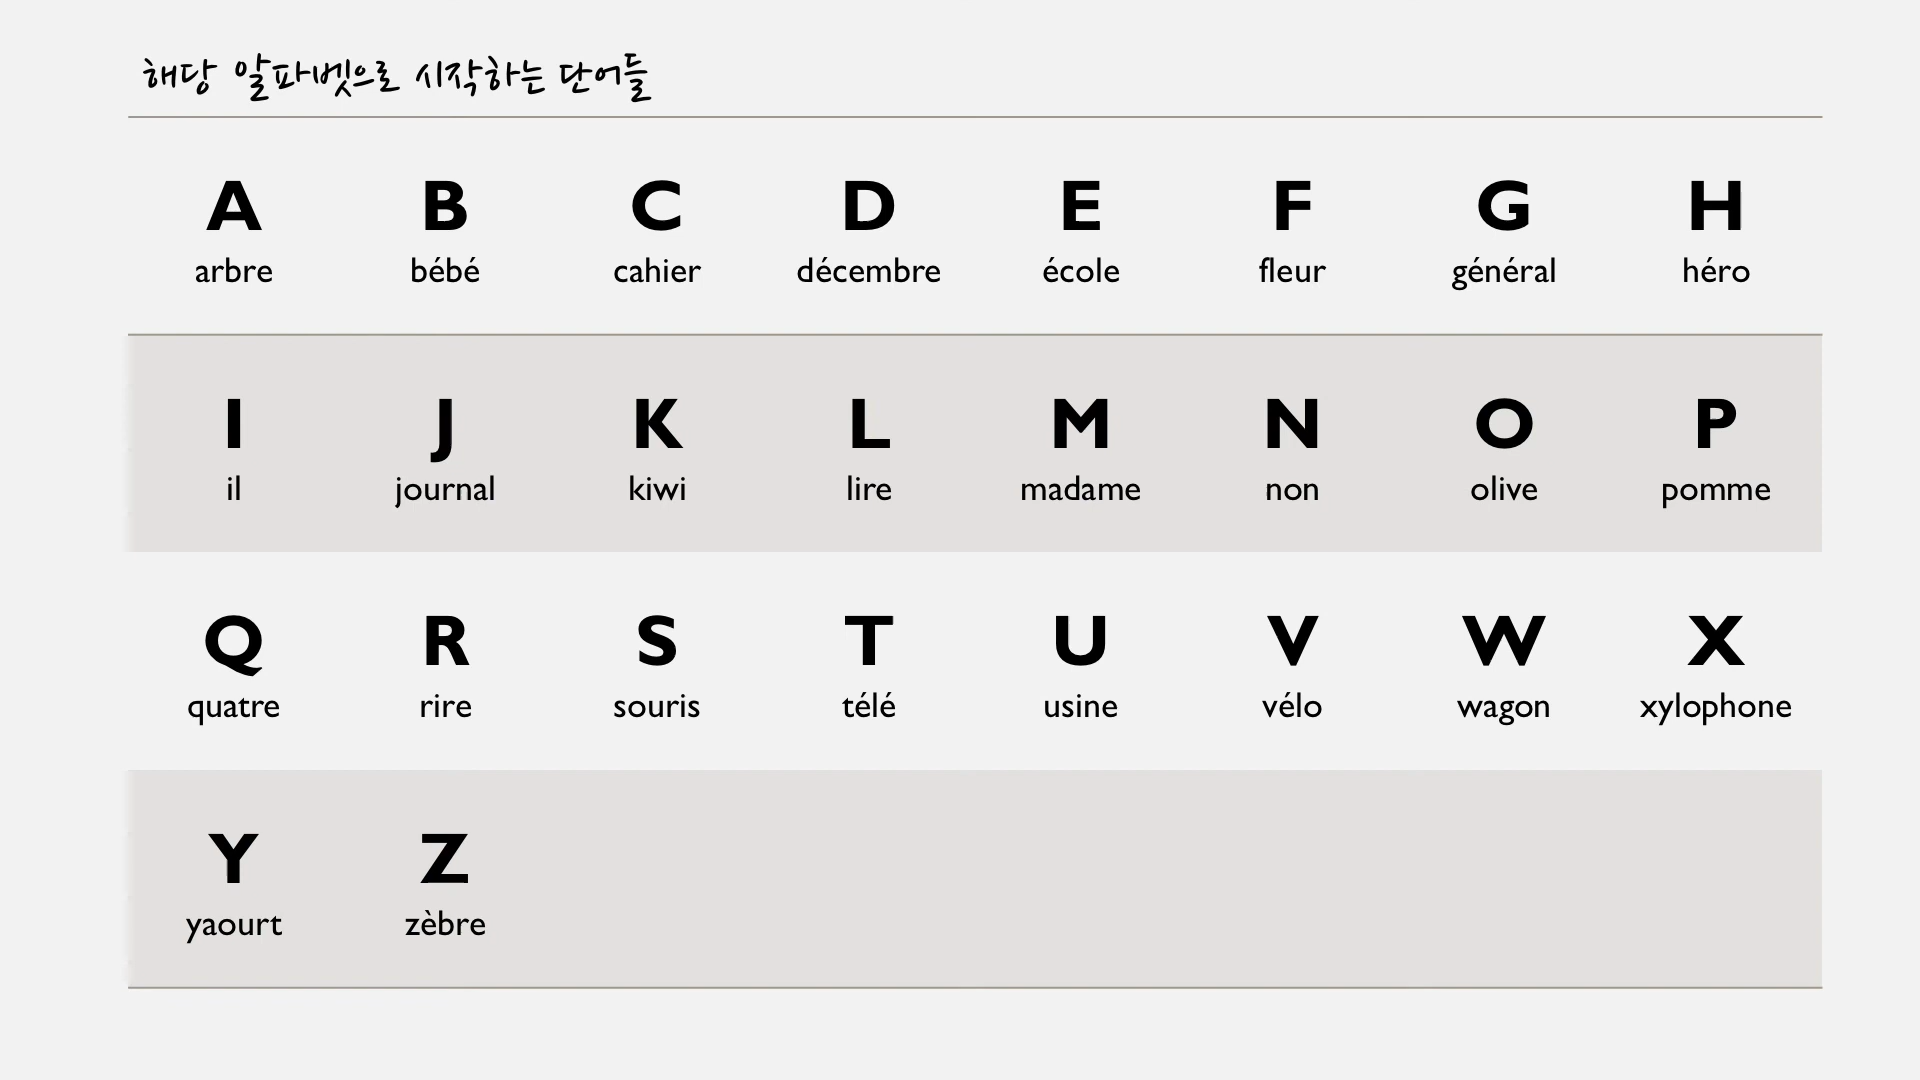 해당 알파벳으로 시작하는 단어들
A B C D E F G H
arbre bébé cahier décembre école fleur général héro
I J K L M N O P
il journal kiwi lire madame non olive pomme
Q R S T U V W X
quatre rire souris télé usine vélo wagon xylophone
Y Z
yaourt zèbre